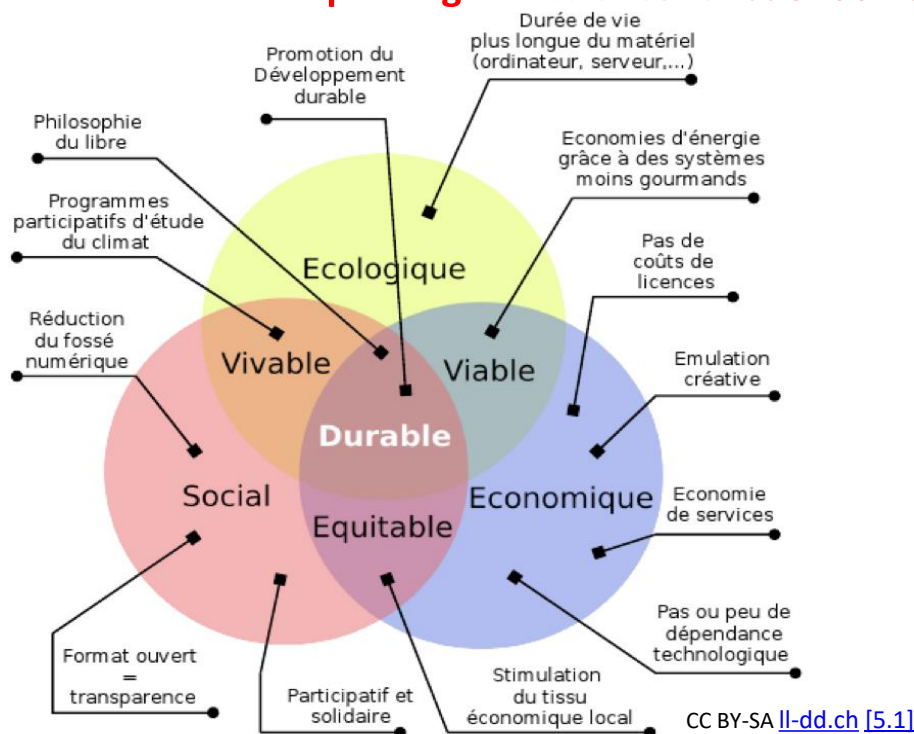 Durée de vie
plus longue du matériel
(ordinateur, serveur,...)
Promotion du
Développement
durable
Philosophie
du libre
Economies d'énergie
grâce à des systèmes
moins gourmands
Programmes
participatifs d'étude
du climat
Ecologique
Pas de
coûts de
licences
Réduction
du fossé
numérique
Vivable
Viable
Emulation
créative
Durable
Social
Economique
Equitable
Economie
de services
Pas ou peu de
dépendance
technologique
Format ouvert
=
transparence
Participatif et
solidaire
Stimulation
du tissu
économique local
CC BY-SA ll-dd.ch [5.1]